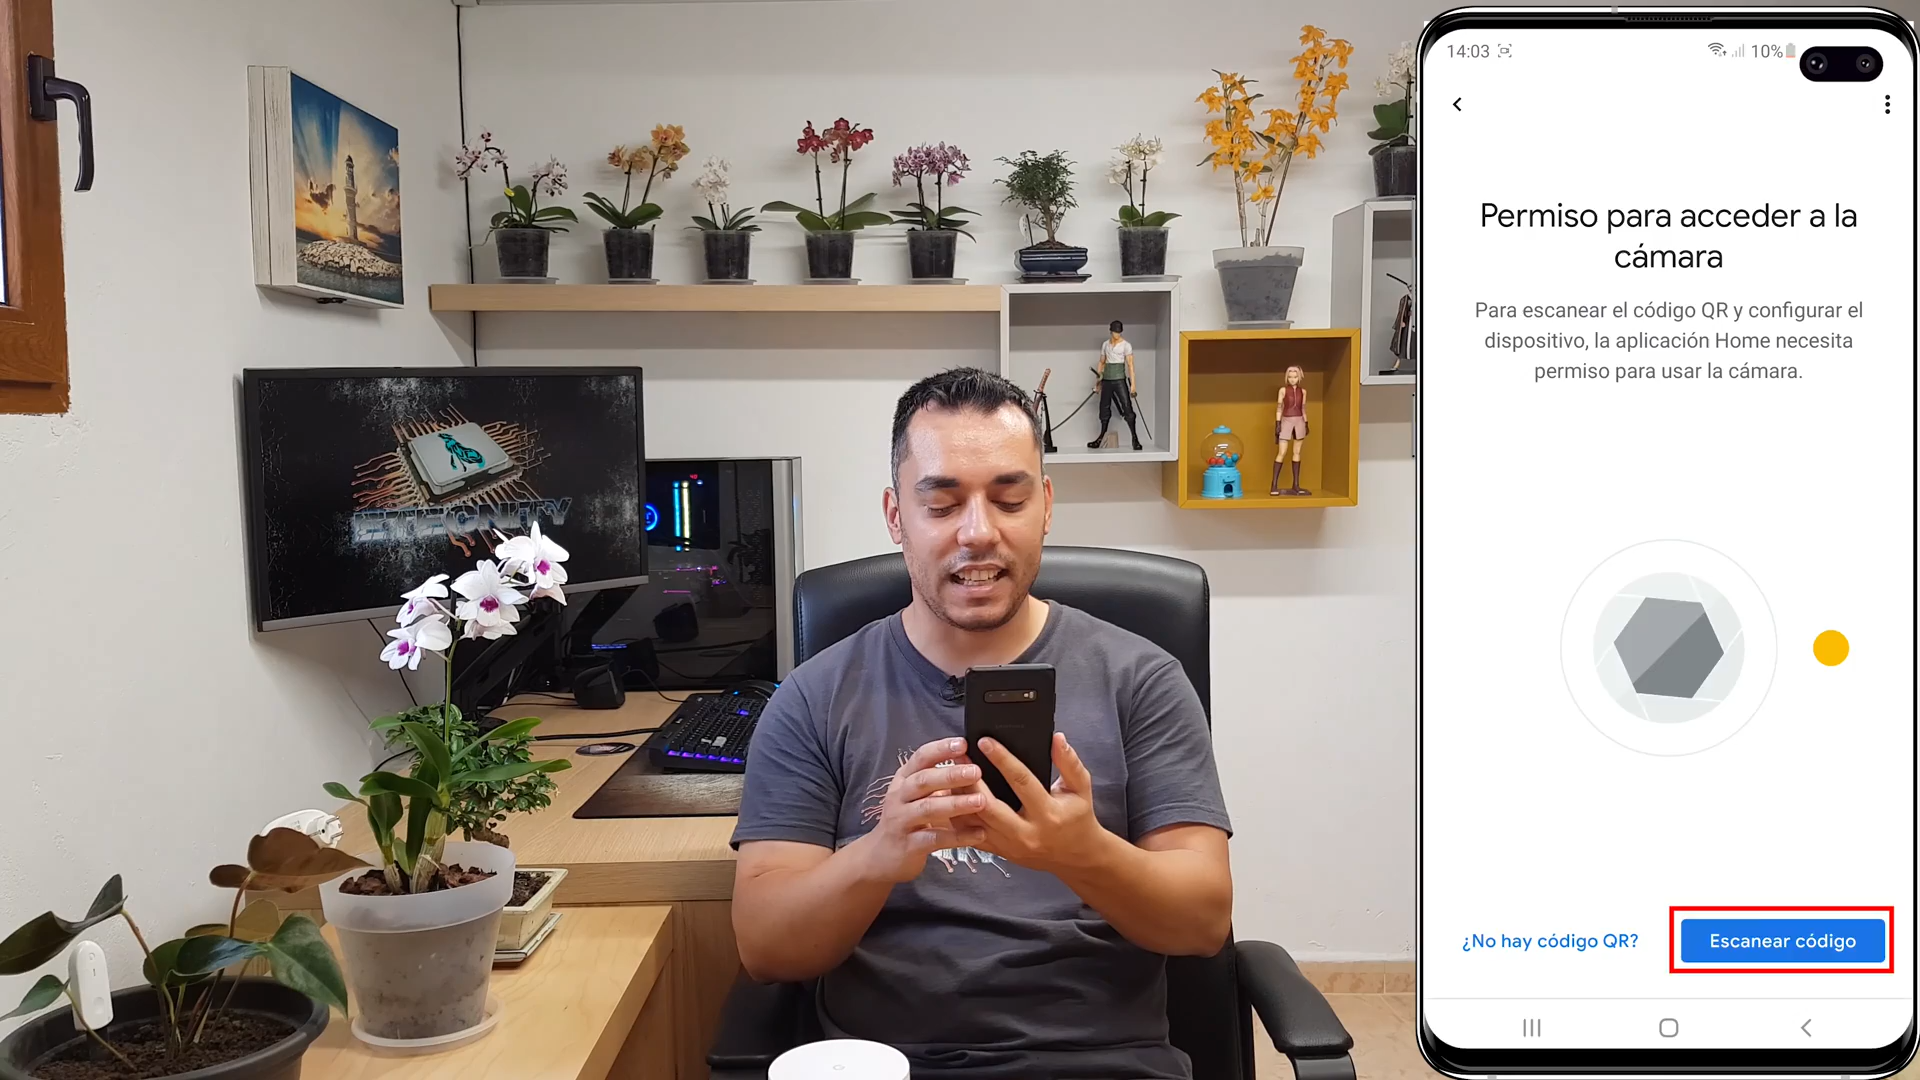 14:03
10%
Permiso para acceder a la
cámara
Para escanear el código QR y configurar el
dispositivo, la aplicación Home necesita
permiso para usar la cámara.
ETERNITY
¿No hay código QR?
Escanear código